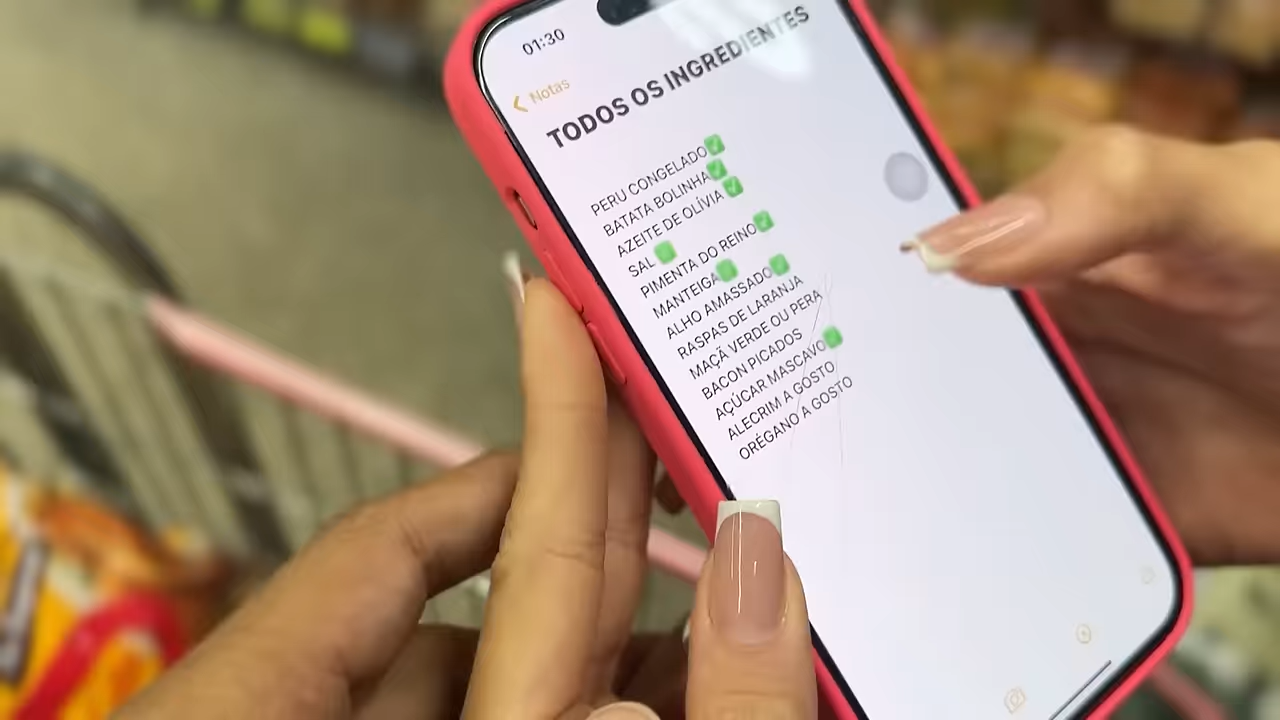 01:30
Notas
TODOS OS INGREDIENTES
PERU CONGELADO✅
BATATA BOLINHA✅
AZEITE DE OLÍVIA ✅
SAL ✅
PIMENTA DO REINO✅
MANTEIGA✅
ALHO AMASSADO✅
RASPAS DE LARANJA
MAÇÃ VERDE OU PERA
BACON PICADOS
AÇÚCAR MASCAVO✅
ALECRIM A GOSTO
ORÉGANO A GOSTO